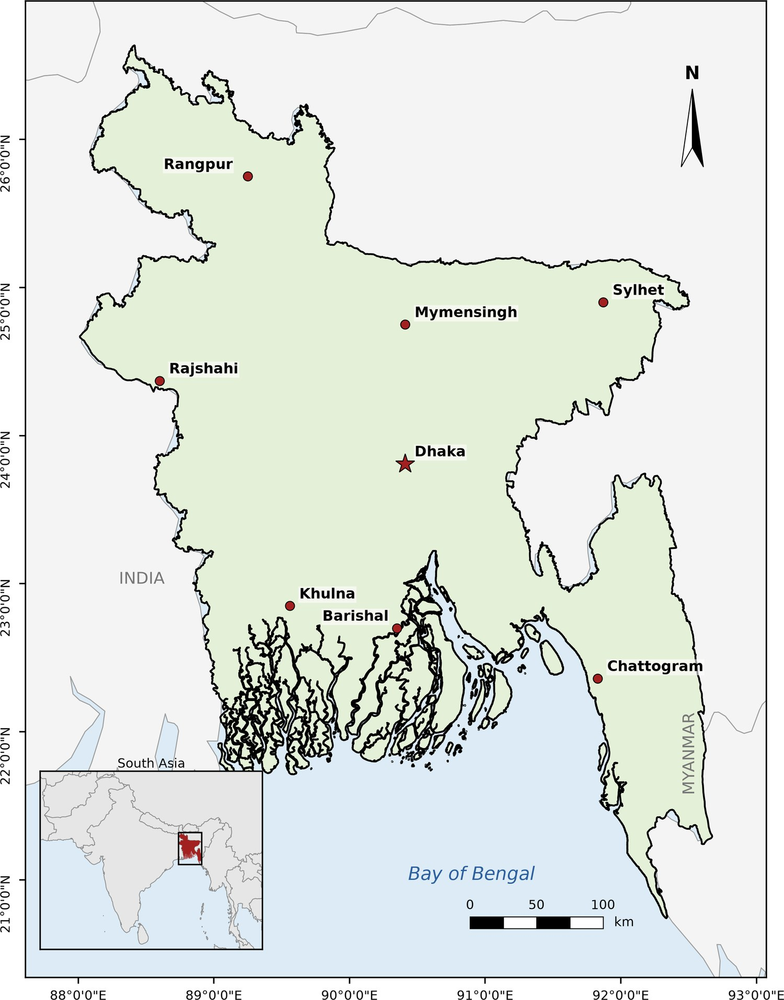 N
26°0'0"N
25°0'0"N
24°0'0"N
23°0'0"N
22°0'0"N
21°0'0"N
Rangpur
Sylhet
Mymensingh
Rajshahi
Dhaka
INDIA
Khulna
Barishal
Chattogram
MYANMAR
South Asia
Bay of Bengal
0 50 100
km
88°0'0"E 89°0'0"E 90°0'0"E 91°0'0"E 92°0'0"E 93°0'0"E